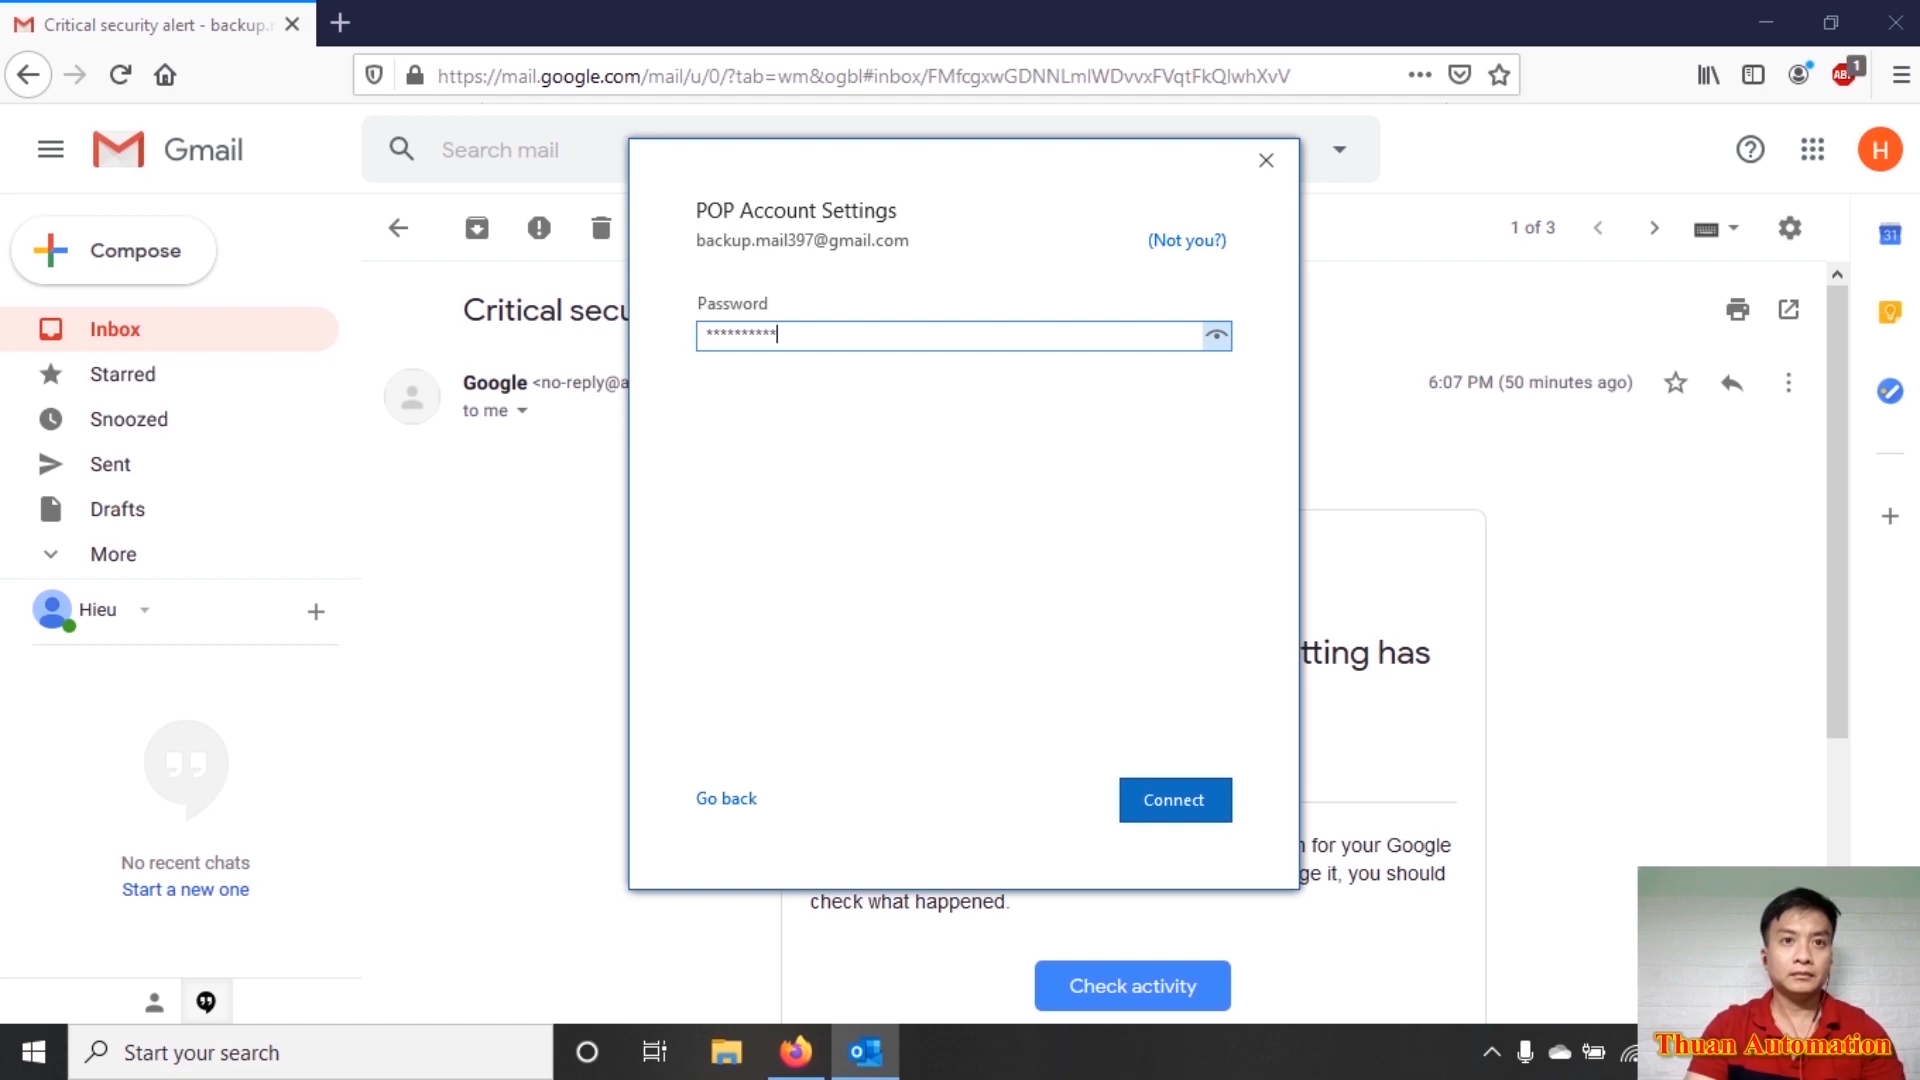 Critical security alert - backup.r
https://mail.google.com/mail/u/0/?tab=wm&ogbl#inbox/FMfcgxwGDNNLmlWDvvxFVqtFkQlwhXvV
1
Gmail
Search mail
H
Compose
1 of 3
31
Inbox
Starred
Snoozed
Sent
Drafts
More
Hieu
No recent chats
Start a new one
Critical secu
Google <no-reply@a
to me
6:07 PM (50 minutes ago)
POP Account Settings
backup.mail397@gmail.com
(Not you?)
Password
**********
Go back
Connect
tting has
for your Google
ge it, you should
check what happened.
Check activity
Start your search
Thuan Automation